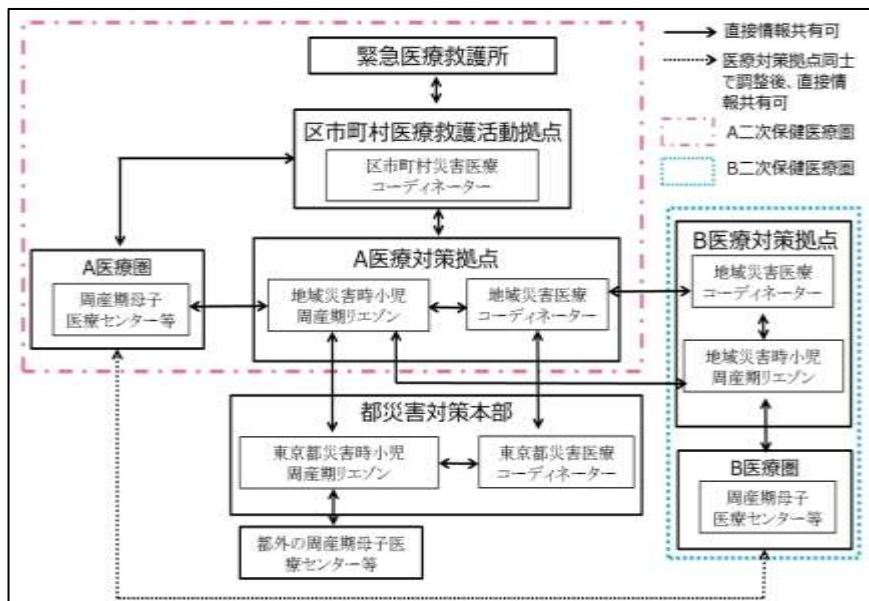 緊急医療救護所
区市町村医療救護活動拠点
区市町村災害医療
コーディネーター
A医療圏
周産期母子
医療センター等
A医療対策拠点
地域災害時小児
周産期リエゾン
地域災害医療
コーディネーター
都災害対策本部
東京都災害時小児
周産期リエゾン
東京都災害医療
コーディネーター
都外の周産期母子医
療センター等
直接情報共有可
医療対策拠点同士
で調整後、直接情
報共有可
A二次保健医療圏
B二次保健医療圏
B医療対策拠点
地域災害医療
コーディネーター
地域災害時小児
周産期リエゾン
B医療圏
周産期母子
医療センター等